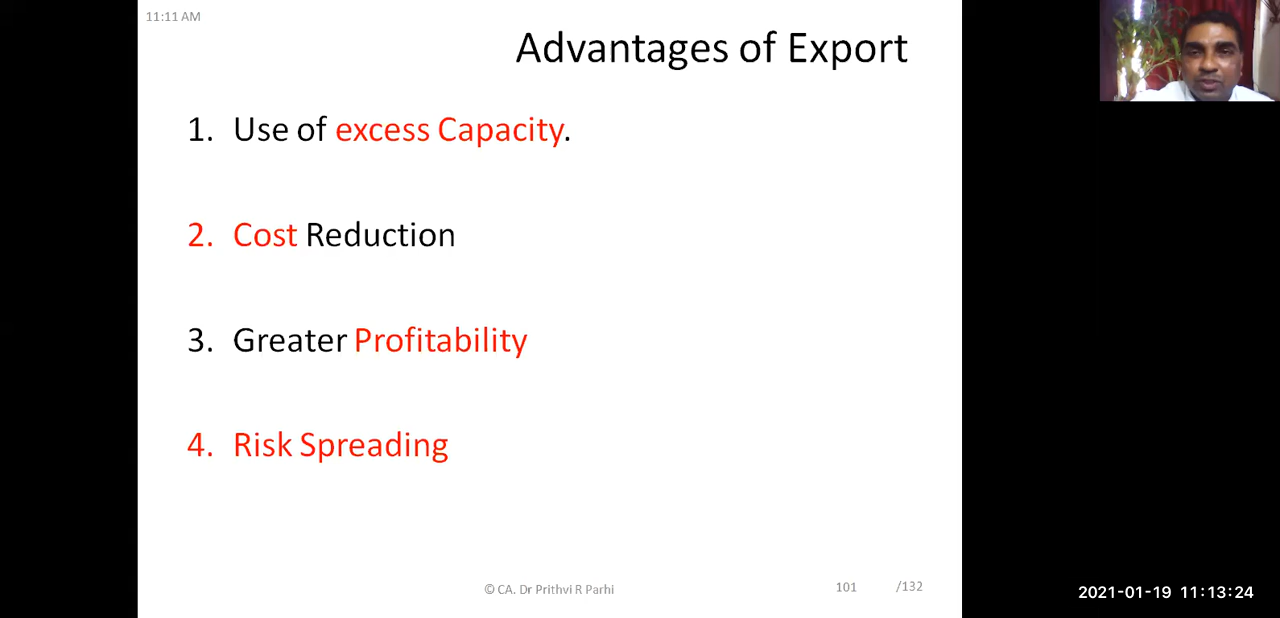 11:11 AM
Advantages of Export
1. Use of excess Capacity.
2. Cost Reduction
3. Greater Profitability
4. Risk Spreading
© CA. Dr Prithvi R Parhi
101 /132
2021-01-19 11:13:24